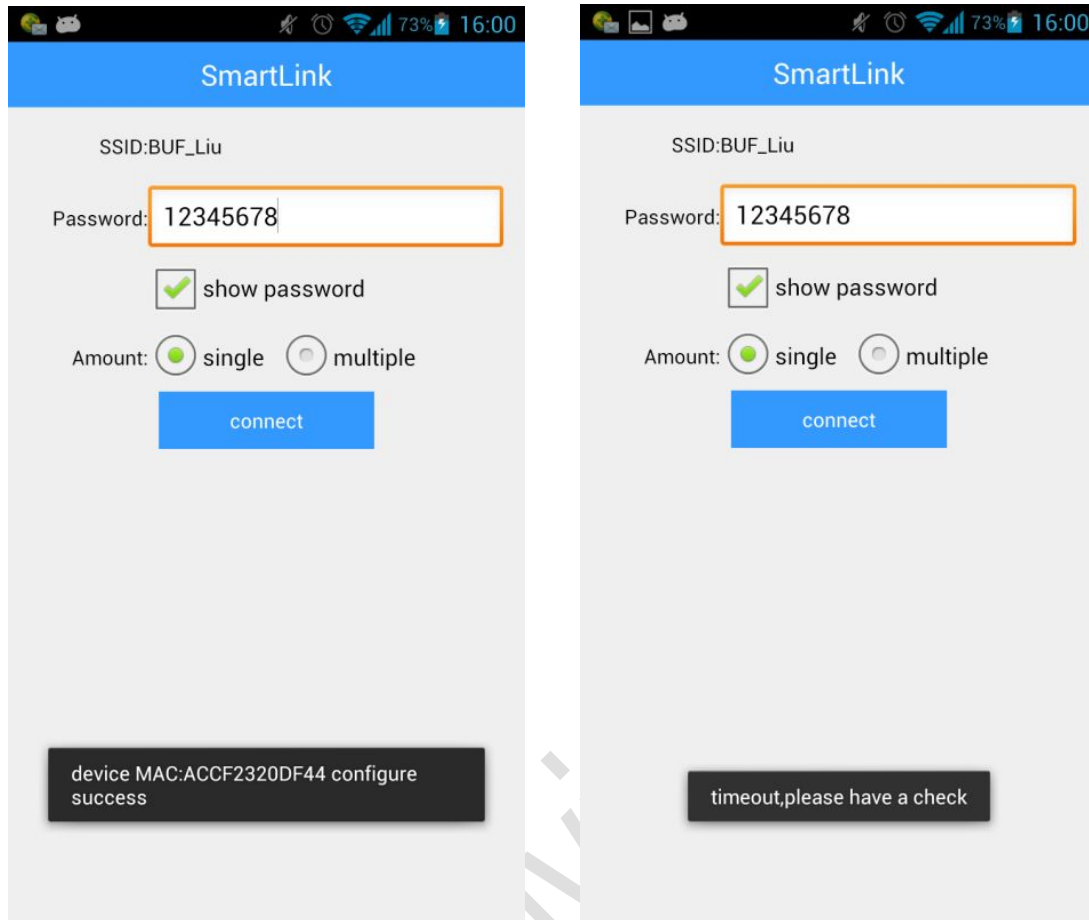 73% 16:00
SmartLink
SSID:BUF_Liu
Password: 12345678
show password
Amount: single multiple
connect
device MAC:ACCF2320DF44 configure
success
73% 16:00
SmartLink
SSID:BUF_Liu
Password: 12345678
show password
Amount: single multiple
connect
timeout,please have a check